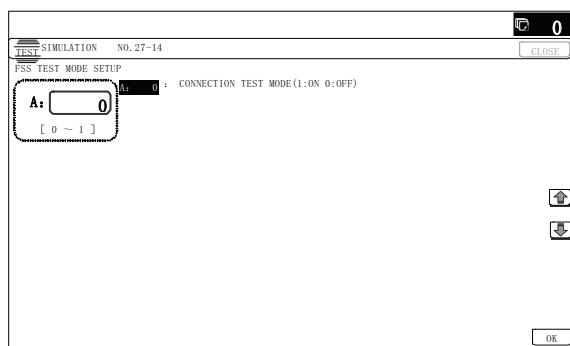 0
TEST SIMULATION NO.27-14
CLOSE
FSS TEST MODE SETUP
A: 0 : CONNECTION TEST MODE(1:ON 0:OFF)
A: 0
[ 0 ~ 1 ]
OK